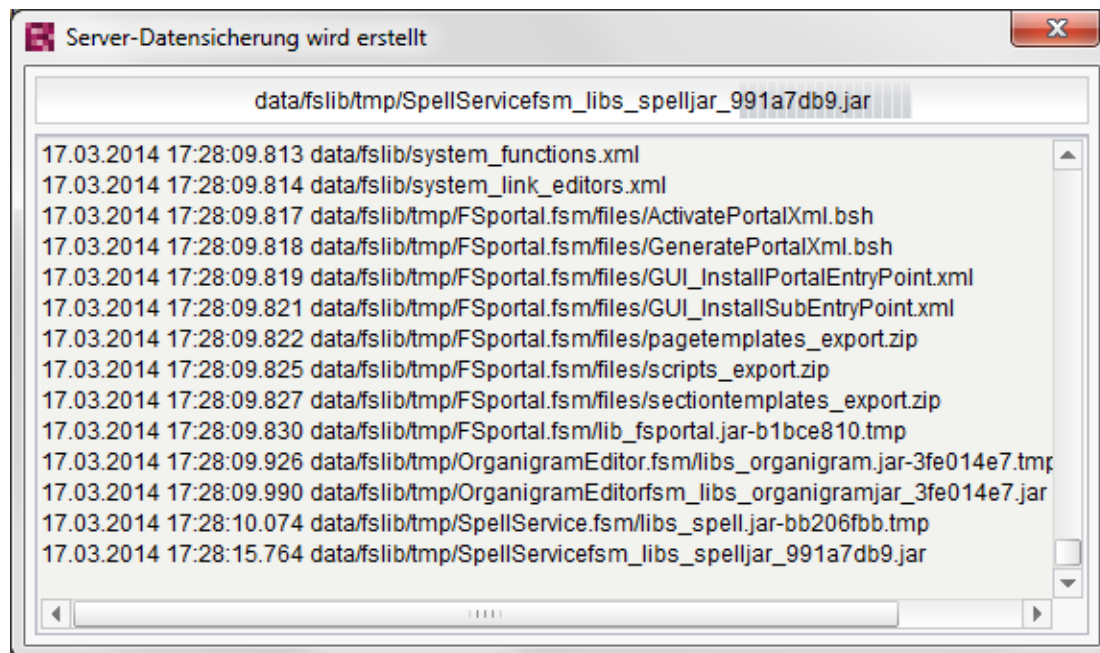 Server-Datensicherung wird erstellt
data/fslib/tmp/SpellServicefsm_libs_spelljar_991a7db9.jar
17.03.2014 17:28:09.813 data/fslib/system_functions.xml
17.03.2014 17:28:09.814 data/fslib/system_link_editors.xml
17.03.2014 17:28:09.817 data/fslib/tmp/FSportal.fsm/files/ActivatePortalXml.bsh
17.03.2014 17:28:09.818 data/fslib/tmp/FSportal.fsm/files/GeneratePortalXml.bsh
17.03.2014 17:28:09.819 data/fslib/tmp/FSportal.fsm/files/GUI_InstallPortalEntryPoint.xml
17.03.2014 17:28:09.821 data/fslib/tmp/FSportal.fsm/files/GUI_InstallSubEntryPoint.xml
17.03.2014 17:28:09.822 data/fslib/tmp/FSportal.fsm/files/pagetemplates_export.zip
17.03.2014 17:28:09.825 data/fslib/tmp/FSportal.fsm/files/scripts_export.zip
17.03.2014 17:28:09.827 data/fslib/tmp/FSportal.fsm/files/sectiontemplates_export.zip
17.03.2014 17:28:09.830 data/fslib/tmp/FSportal.fsm/lib_fsportal.jar-b1bce810.tmp
17.03.2014 17:28:09.926 data/fslib/tmp/OrganigramEditor.fsm/libs_organigram.jar-3fe014e7.tmp
17.03.2014 17:28:09.990 data/fslib/tmp/OrganigramEditorfsm_libs_organigramjar_3fe014e7.jar
17.03.2014 17:28:10.074 data/fslib/tmp/SpellService.fsm/libs_spell.jar-bb206fbb.tmp
17.03.2014 17:28:15.764 data/fslib/tmp/SpellServicefsm_libs_spelljar_991a7db9.jar